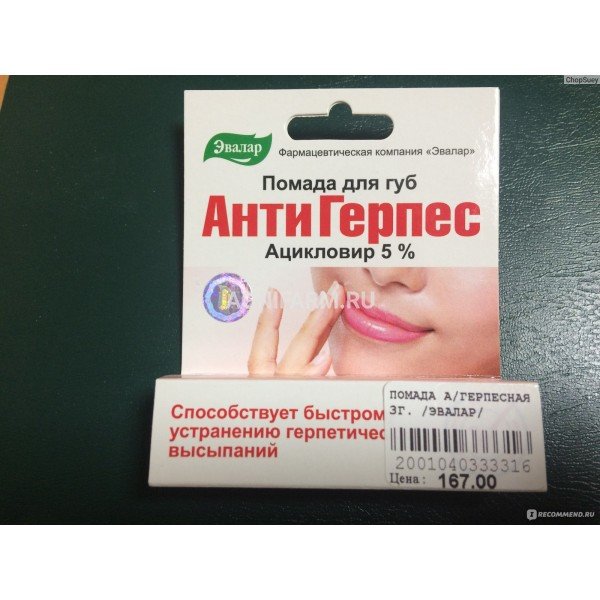 ChopSuey
Эвалар
Фармацевтическая компания «Эвалар»
Помада для губ
АнтиГерпес
Ацикловир 5 %
ПОМАДА А/ГЕРПЕСНАЯ
3Г. /ЭВАЛАР/
Способствует быстром
устранению герпетичес
высыпаний
2001040333316
Цена: 167.00
IRECOMMEND.RU